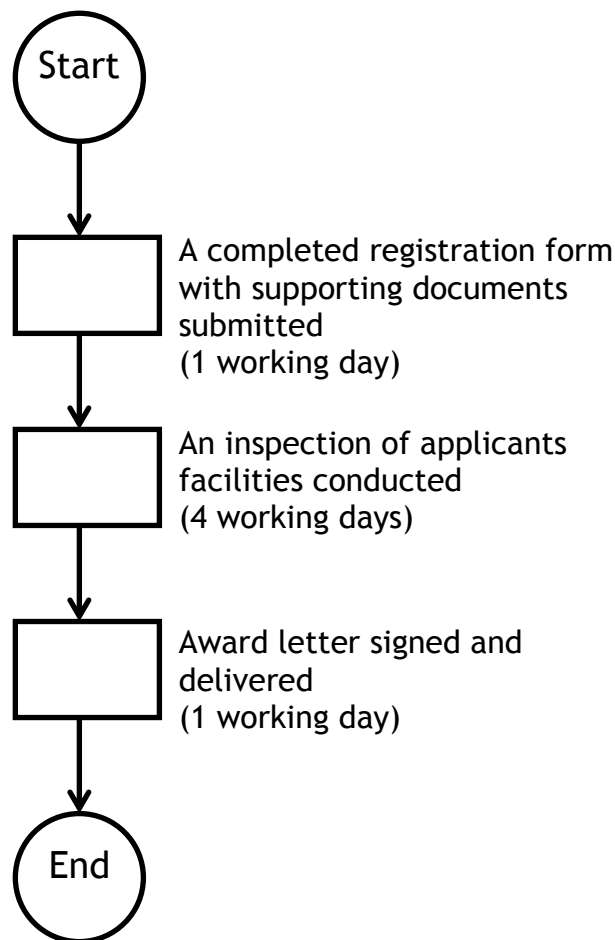 Start
A completed registration form
with supporting documents
submitted
(1 working day)
An inspection of applicants
facilities conducted
(4 working days)
Award letter signed and
delivered
(1 working day)
End